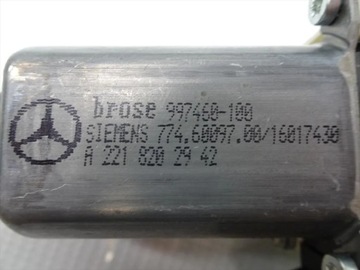 brose 997460-100
SIEMENS 774.60097.00/16017430
A 221 820 29 42